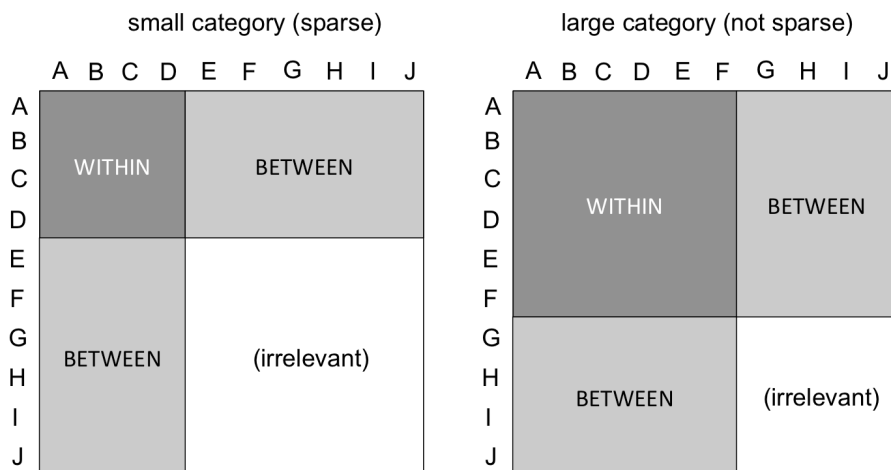 small category (sparse)
A B C D E F G H I J
A
B
C
D
E
F
G
H
I
J
WITHIN
BETWEEN
BETWEEN
(irrelevant)
large category (not sparse)
A B C D E F G H I J
A
B
C
D
E
F
G
H
I
J
WITHIN
BETWEEN
BETWEEN
(irrelevant)